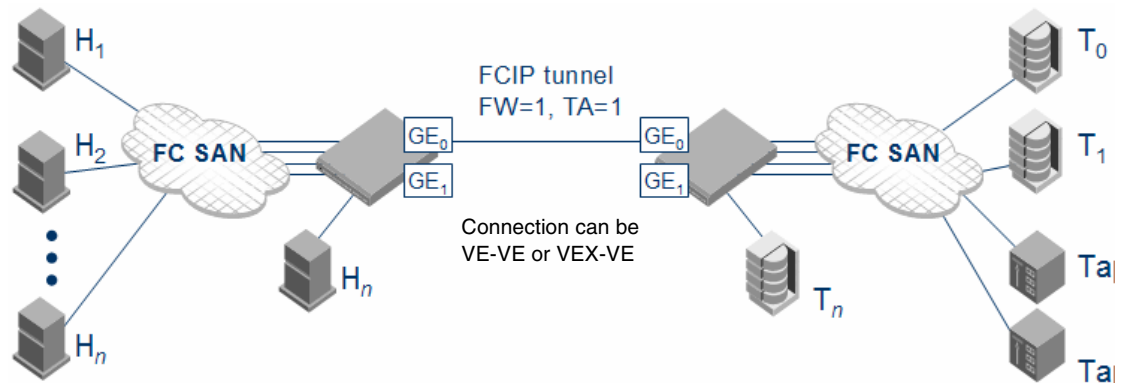 H1
H2
Hn
FC SAN
Hn
GE0
GE1
FCIP tunnel
FW=1, TA=1
Connection can be
VE-VE or VEX-VE
GE0
GE1
FC SAN
Tn
T0
T1